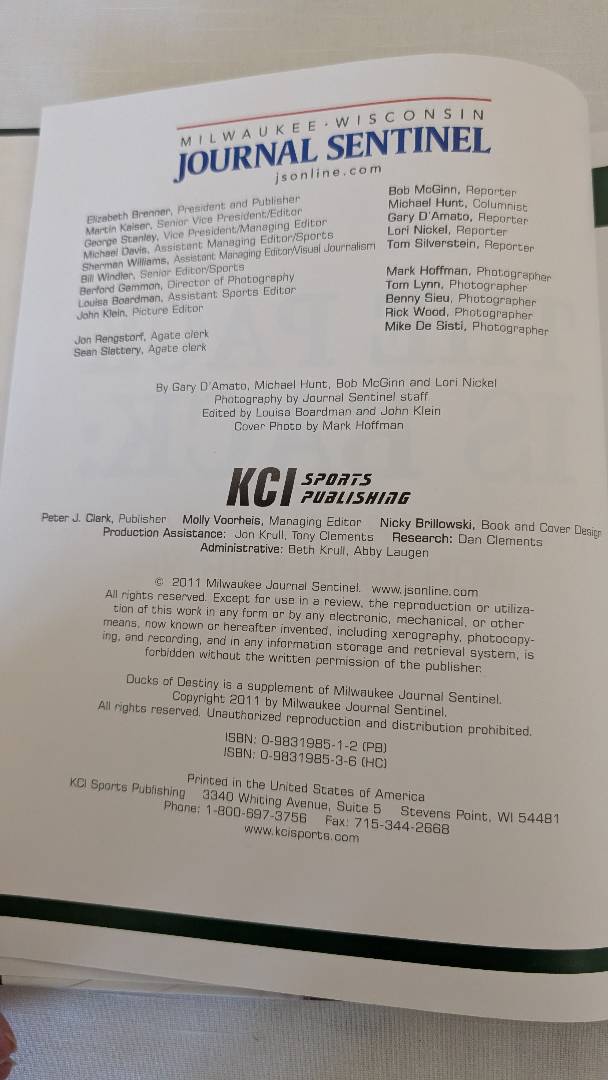 MILWAUKEE · WISCONSIN
JOURNAL SENTINEL
jsonline.com
Elizabeth Brenner, President and Publisher
Martin Kaiser, Senior Vice President/Editor
George Stanley, Vice President/Managing Editor
Michael Davis, Assistant Managing Editor/Sports
Sherman Williams, Assistant Managing Editor/Visual Journalism
Bill Windler, Senior Editor/Sports
Berford Gammon, Director of Photography
Louisa Boardman, Assistant Sports Editor
John Klein, Picture Editor
Jon Rengstorf, Agate clerk
Sean Slattery, Agate clerk
Bob McGinn, Reporter
Michael Hunt, Columnist
Gary D'Amato, Reporter
Lori Nickel, Reporter
Tom Silverstein, Reporter
Mark Hoffman, Photographer
Tom Lynn, Photographer
Benny Sieu, Photographer
Rick Wood, Photographer
Mike De Sisti, Photographer
By Gary D'Amato, Michael Hunt, Bob McGinn and Lori Nickel
Photography by Journal Sentinel staff
Edited by Louisa Boardman and John Klein
Cover Photo by Mark Hoffman
KCI SPORTS
PUBLISHING
Peter J. Clark, Publisher Molly Voorheis, Managing Editor Nicky Brillowski, Book and Cover Design
Production Assistance: Jon Krull, Tony Clements Research: Dan Clements
Administrative: Beth Krull, Abby Laugen
© 2011 Milwaukee Journal Sentinel. www.jsonline.com
All rights reserved. Except for use in a review, the reproduction or utiliza-
tion of this work in any form or by any electronic, mechanical, or other
means, now known or hereafter invented, including xerography, photocopy-
ing, and recording, and in any information storage and retrieval system, is
forbidden without the written permission of the publisher.
Ducks of Destiny is a supplement of Milwaukee Journal Sentinel.
Copyright 2011 by Milwaukee Journal Sentinel.
All rights reserved. Unauthorized reproduction and distribution prohibited.
ISBN: 0-9831985-1-2 (PB)
ISBN: 0-9831985-3-6 (HC)
Printed in the United States of America
KCI Sports Publishing 3340 Whiting Avenue, Suite 5 Stevens Point, WI 54481
Phone: 1-800-697-3756 Fax: 715-344-2668
www.kcisports.com